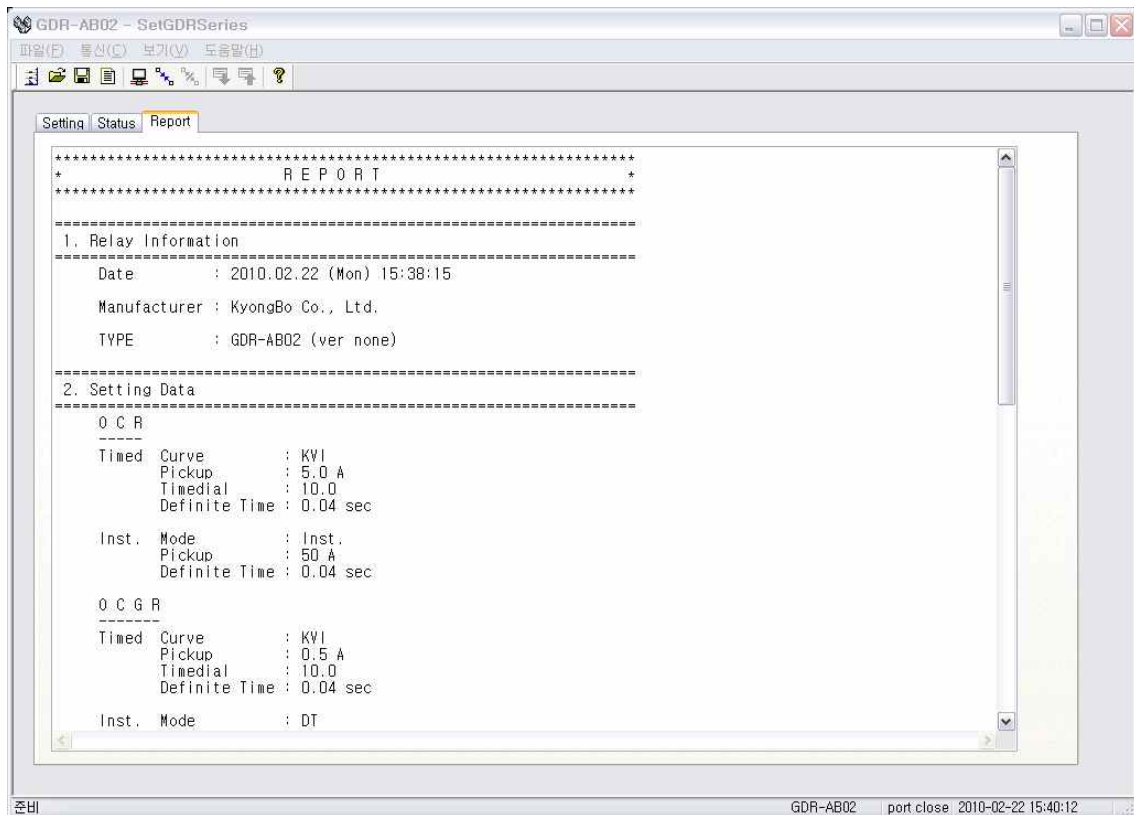 GDR-AB02 - SetGDRSeries
파일(F) 통신(C) 보기(V) 도움말(H)
Setting Status Report
******************************************************************
* R E P O R T *
******************************************************************
==================================================================
1. Relay Information
==================================================================
Date : 2010.02.22 (Mon) 15:38:15
Manufacturer : KyongBo Co., Ltd.
TYPE : GDR-AB02 (ver none)
==================================================================
2. Setting Data
==================================================================
O C R
-----
Timed Curve : KVI
Pickup : 5.0 A
Timedial : 10.0
Definite Time : 0.04 sec
Inst. Mode : Inst.
Pickup : 50 A
Definite Time : 0.04 sec
O C G R
-------
Timed Curve : KVI
Pickup : 0.5 A
Timedial : 10.0
Definite Time : 0.04 sec
Inst. Mode : DT
준비 GDR-AB02 port close 2010-02-22 15:40:12